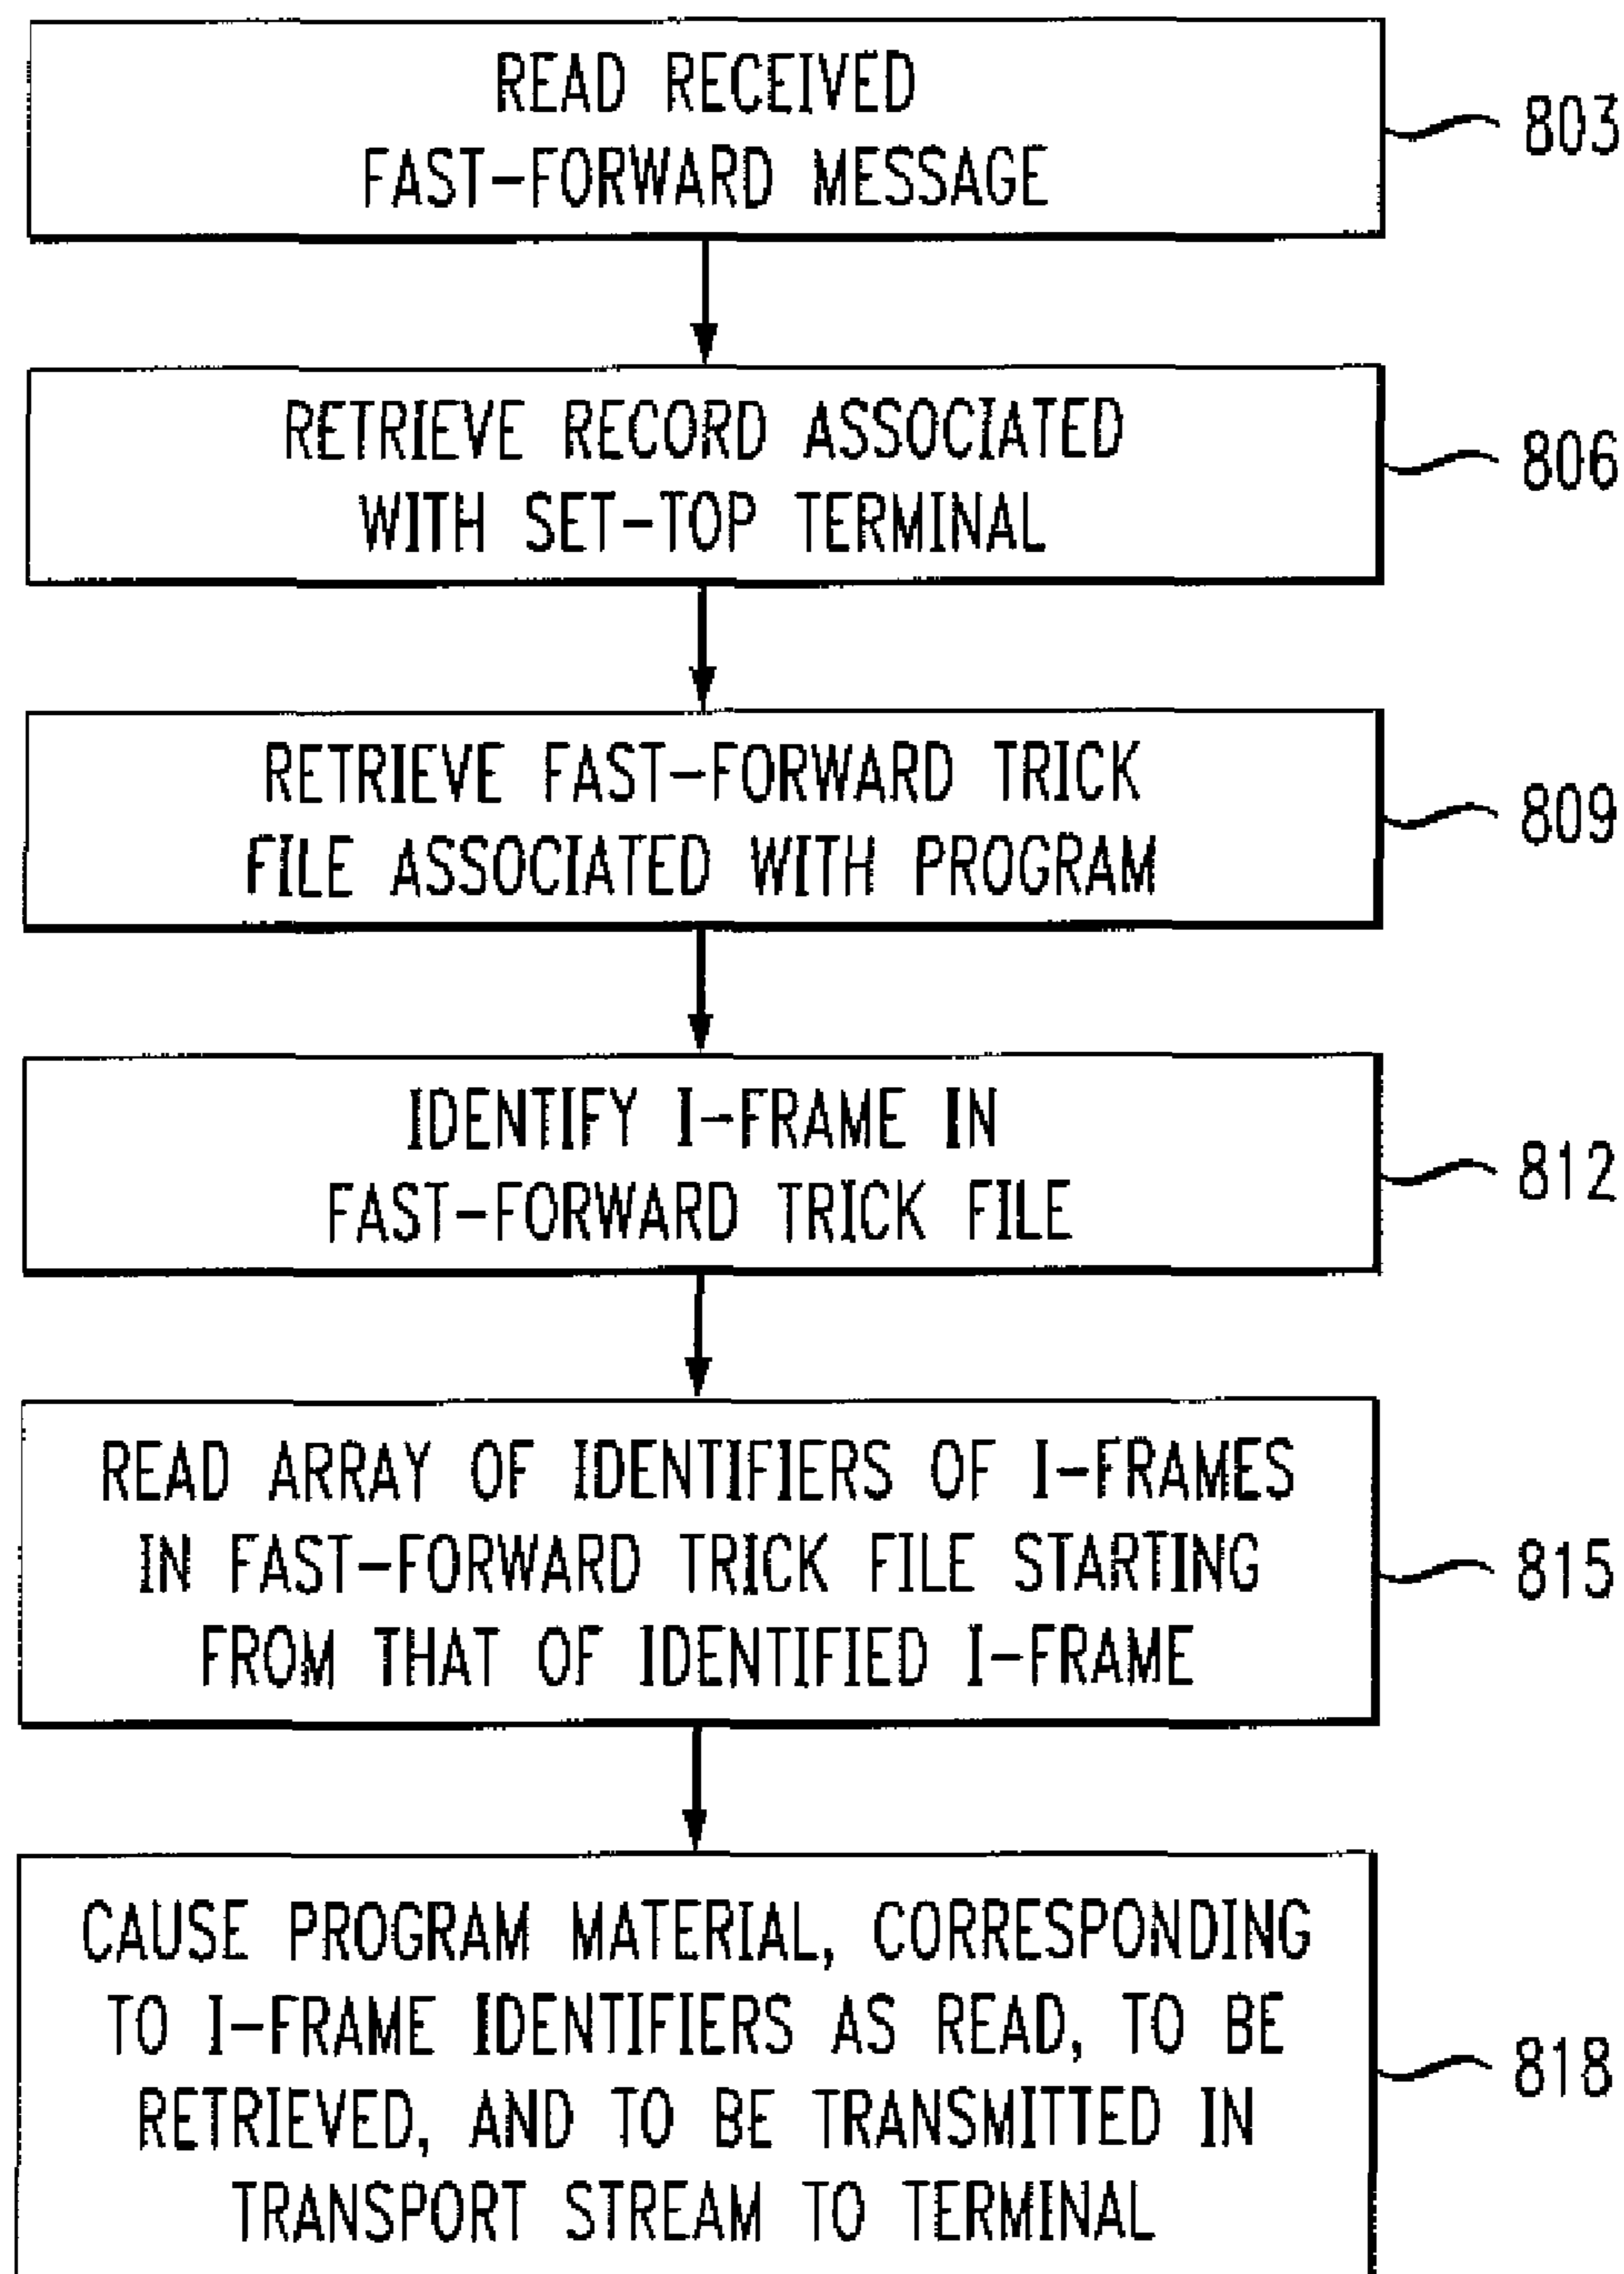 READ RECEIVED
FAST-FORWARD MESSAGE
803
RETRIEVE RECORD ASSOCIATED
WITH SET-TOP TERMINAL
806
RETRIEVE FAST-FORWARD TRICK
FILE ASSOCIATED WITH PROGRAM
809
IDENTIFY I-FRAME IN
FAST-FORWARD TRICK FILE
812
READ ARRAY OF IDENTIFIERS OF I-FRAMES
IN FAST-FORWARD TRICK FILE STARTING
FROM THAT OF IDENTIFIED I-FRAME
815
CAUSE PROGRAM MATERIAL, CORRESPONDING
TO I-FRAME IDENTIFIERS AS READ, TO BE
RETRIEVED, AND TO BE TRANSMITTED IN
TRANSPORT STREAM TO TERMINAL
818